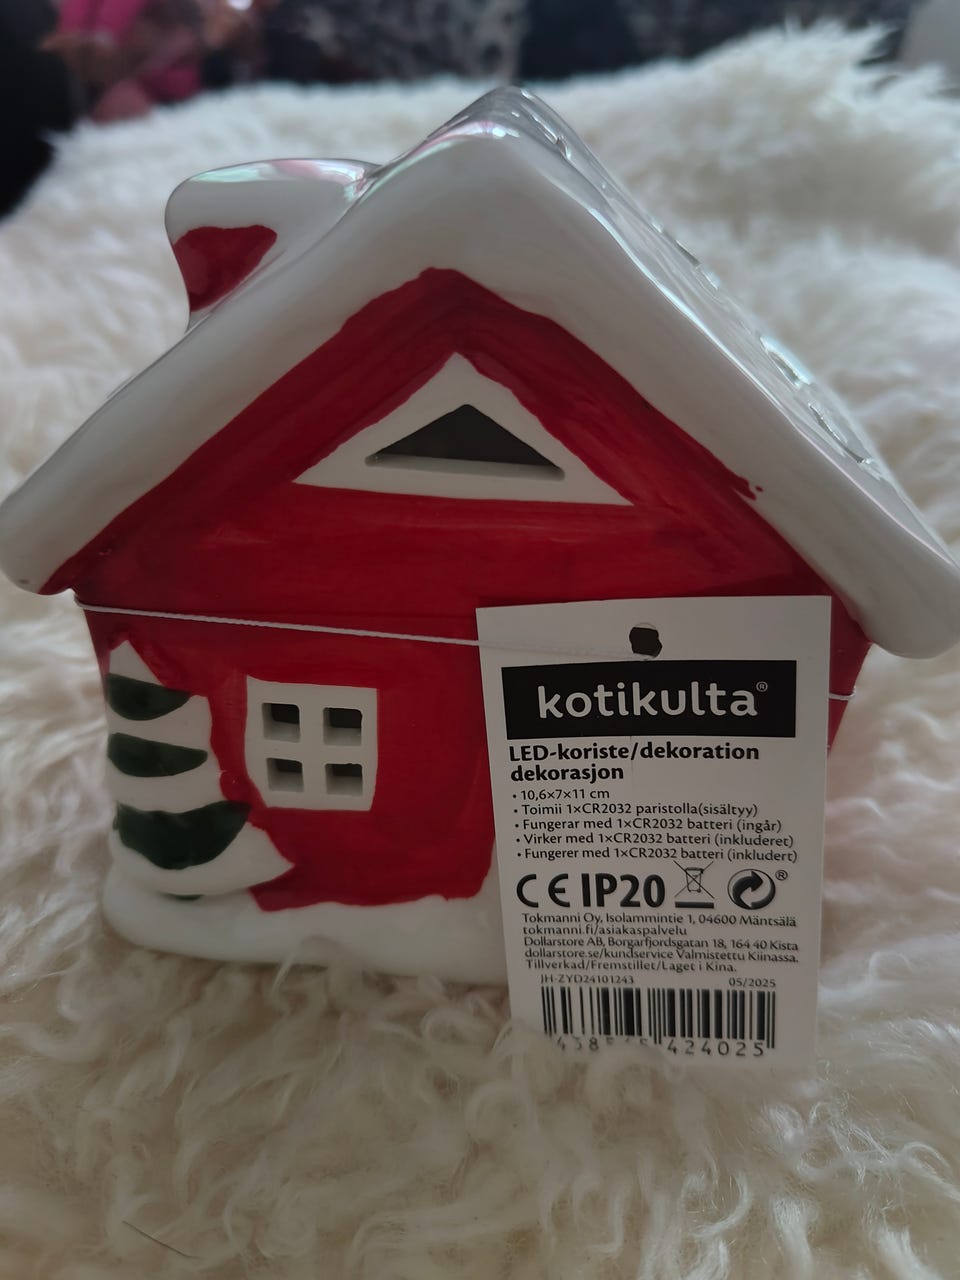 kotikulta®
LED-koriste/dekoration
dekorasjon
• 10,6×7×11 cm
• Toimii 1×CR2032 paristolla(sisältyy)
• Fungerar med 1×CR2032 batteri (ingår)
• Virker med 1×CR2032 batteri (inkluderet)
• Fungerer med 1×CR2032 batteri (inkludert)
CE IP20 ®
Tokmanni Oy, Isolammintie 1, 04600 Mäntsälä
tokmanni.fi/asiakaspalvelu
Dollarstore AB, Borgarfjordsgatan 18, 164 40 Kista
dollarstore.se/kundservice Valmistettu Kiinassa.
Tillverkad/Fremstillet/Laget i Kina.
JH-ZYD24101243 05/2025
424025